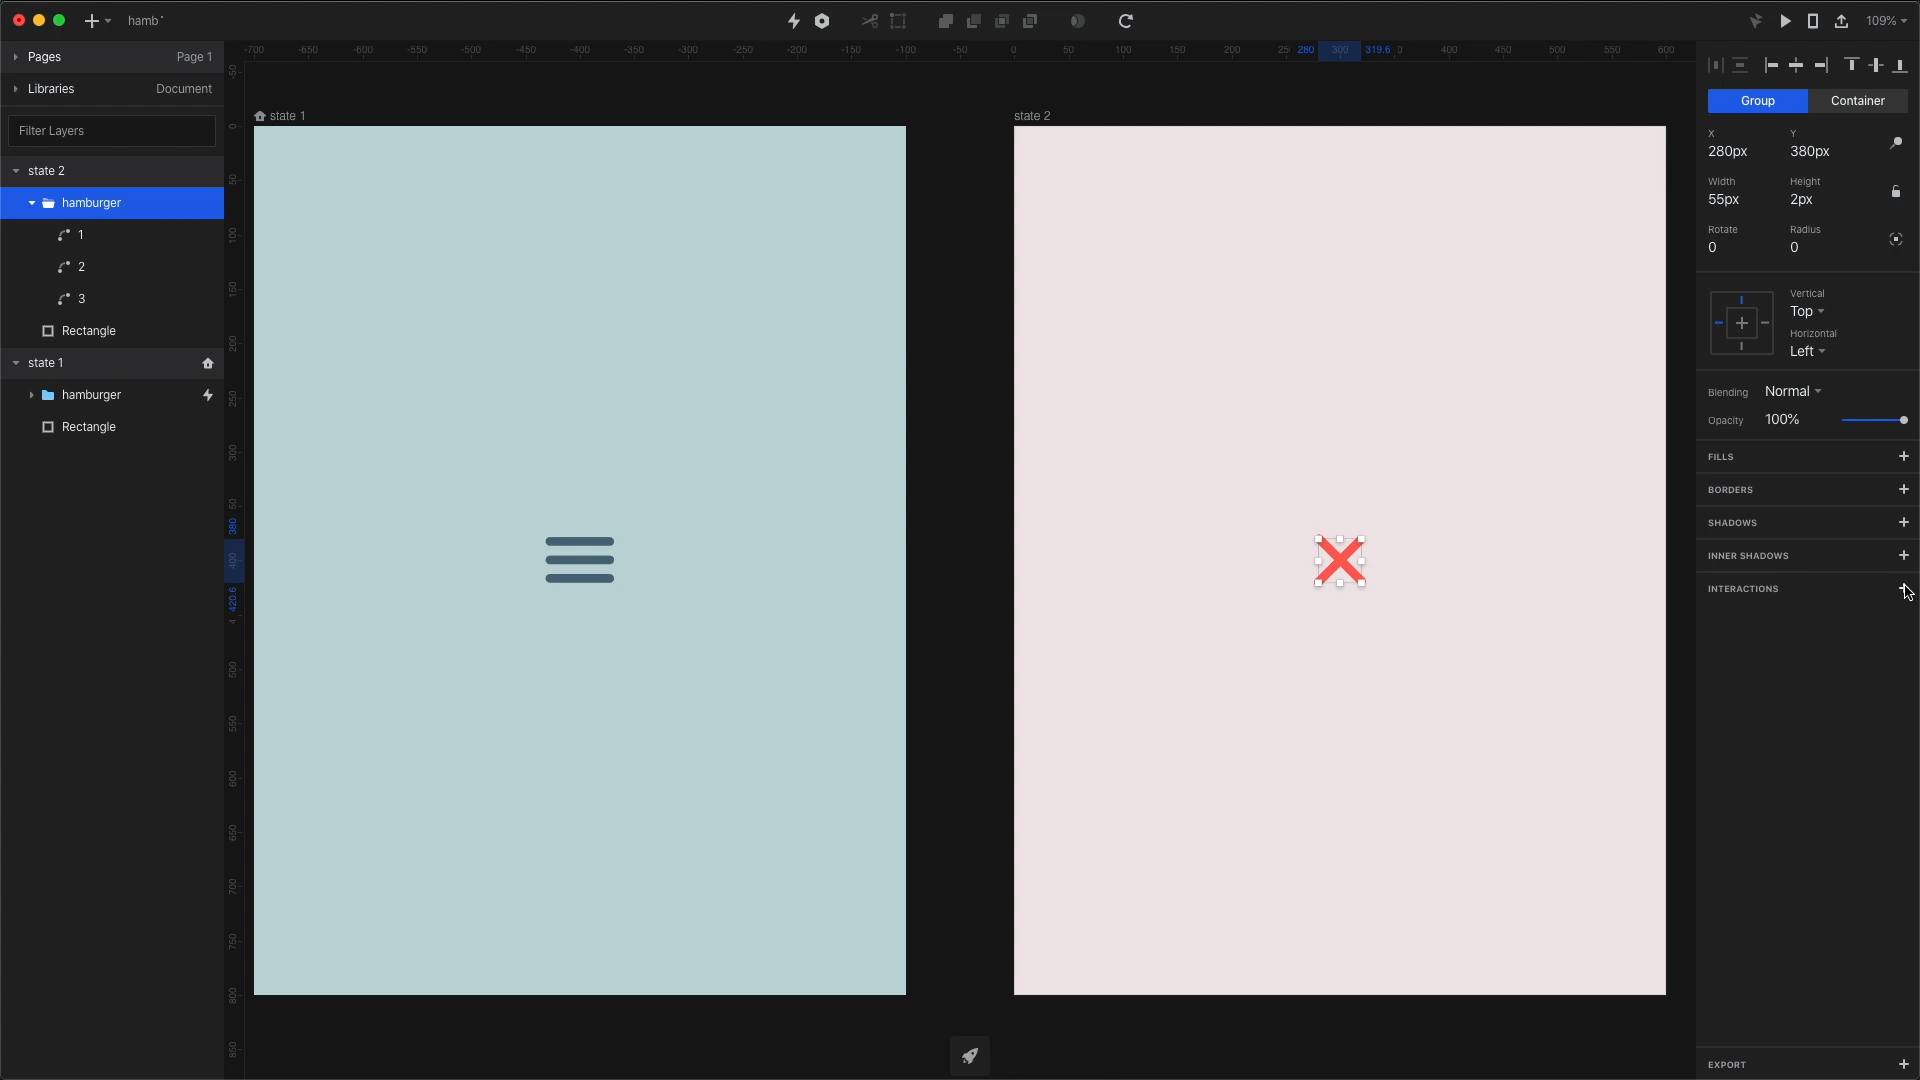 hamb*
109%
Pages
Page 1
Libraries
Document
Filter Layers
state 2
hamburger
1
2
3
Rectangle
state 1
hamburger
Rectangle
-700 -650 -600 -550 -500 -450 -400 -350 -300 -250 -200 -150 -100 -50 0 50 100 150 200 280 300 319.6 400 450 500 550 600
-50
0
50
100
150
200
250
300
380
400
420.6
500
550
600
650
700
750
800
850
state 1
state 2
Group
Container
X
Y
280px
380px
Width
Height
55px
2px
Rotate
Radius
0
0
Vertical
Top
Horizontal
Left
Blending
Normal
Opacity
100%
FILLS
BORDERS
SHADOWS
INNER SHADOWS
INTERACTIONS
EXPORT